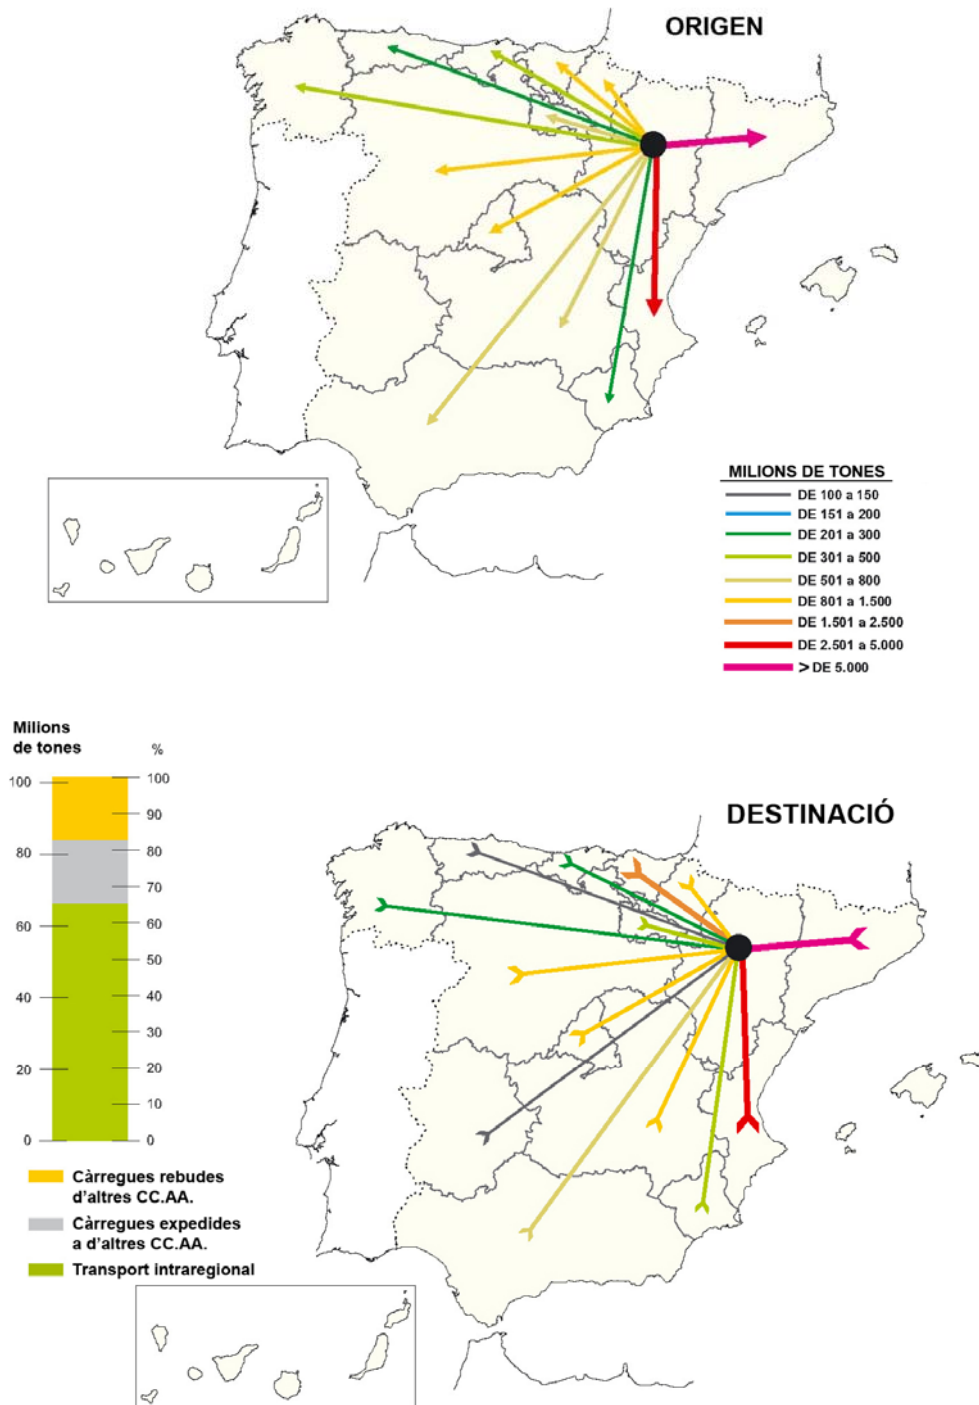 ORIGEN
MILIONS DE TONES
DE 100 a 150
DE 151 a 200
DE 201 a 300
DE 301 a 500
DE 501 a 800
DE 801 a 1.500
DE 1.501 a 2.500
DE 2.501 a 5.000
> DE 5.000
Milions
de tones
%
100
80
60
40
20
0
100
90
80
70
60
50
40
30
20
10
0
Càrregues rebudes
d'altres CC.AA.
Càrregues expedides
a d'altres CC.AA.
Transport intraregional
DESTINACIÓ